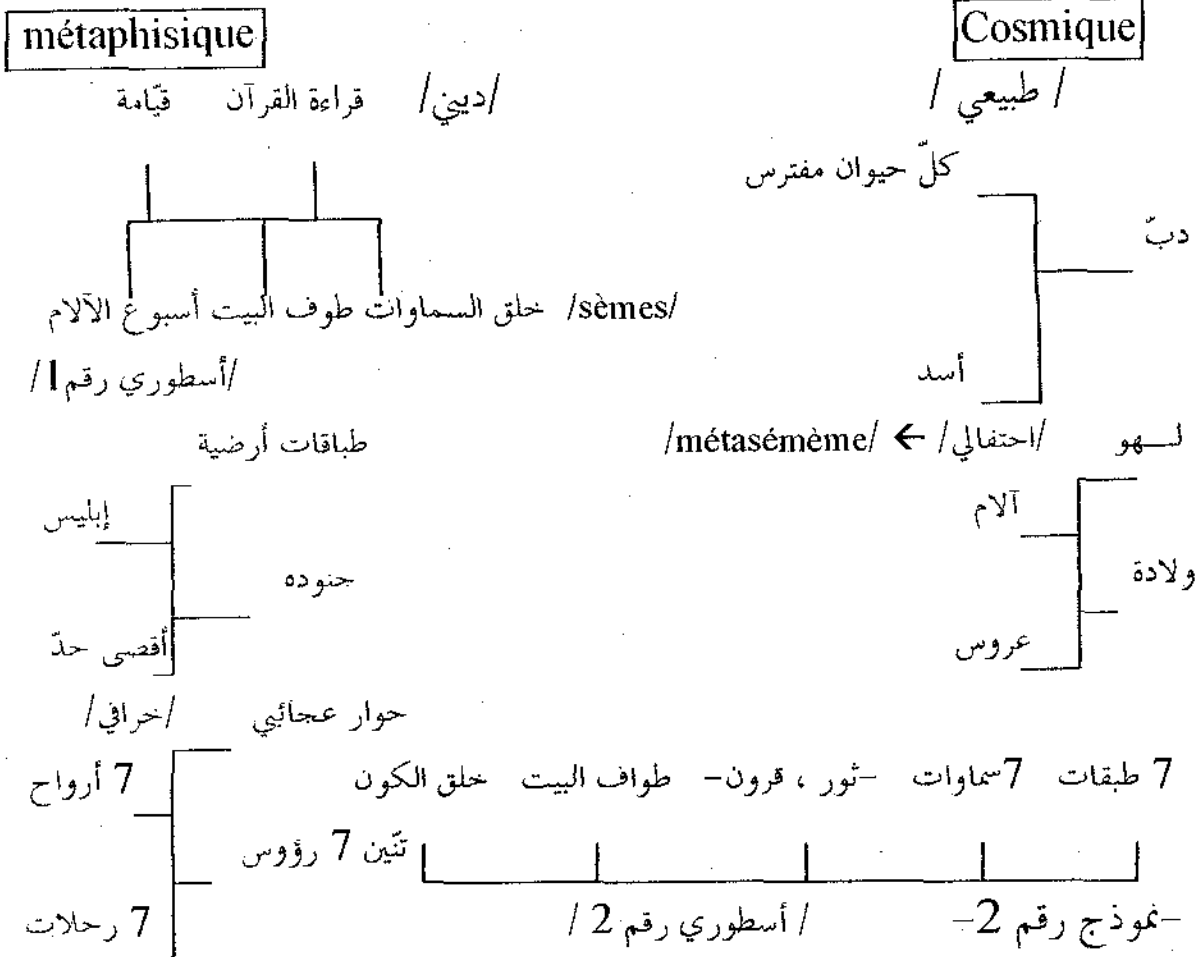 métaphisique Cosmique
/ طبيعي / /ديني/ قراءة القرآن قيّامة
كلّ حيوان مفترس
دبّ
/sèmes/ خلق السماوات طوف البيت أسبوع الآلام
أسد /أسطوري رقم 1/
لـهو /احتفالي/ ← /métasémème/ طباقات أرضية
آلام إبليس
ولادة جنوده
عروس أقصى حدّ
حوار عجائبي /خرافي/
7 طبقات 7سماوات -ثور ، قرون- طواف البيت خلق الكون 7 أرواح
تنّين 7 رؤوس
-نموذج رقم 2- / أسطوري رقم 2 / 7 رحلات